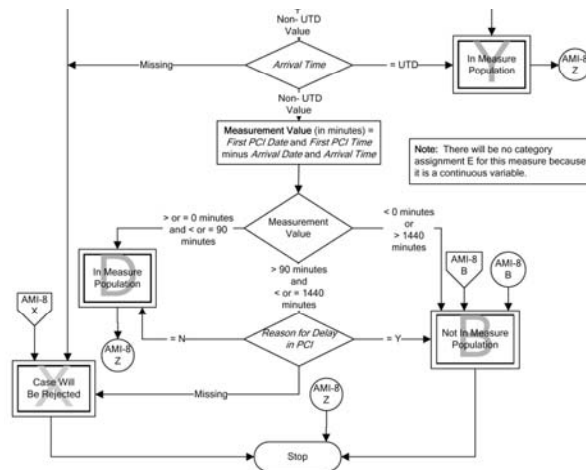 Non- UTD
Value
Missing
Arrival Time
= UTD
Y
In Measure
Population
AMI-8
Z
Non- UTD
Value
Measurement Value (in minutes) =
First PCI Date and First PCI Time
minus Arrival Date and Arrival Time
Note: There will be no category
assignment E for this measure because
it is a continuous variable.
> or = 0 minutes
and < or = 90
minutes
Measurement
Value
< 0 minutes
or
> 1440
minutes
D
In Measure
Population
> 90 minutes
and
< or = 1440
minutes
AMI-8
B
AMI-8
B
AMI-8
X
AMI-8
Z
= N
Reason for Delay
in PCI
= Y
B
Not In Measure
Population
X
Case Will
Be Rejected
Missing
AMI-8
Z
Stop